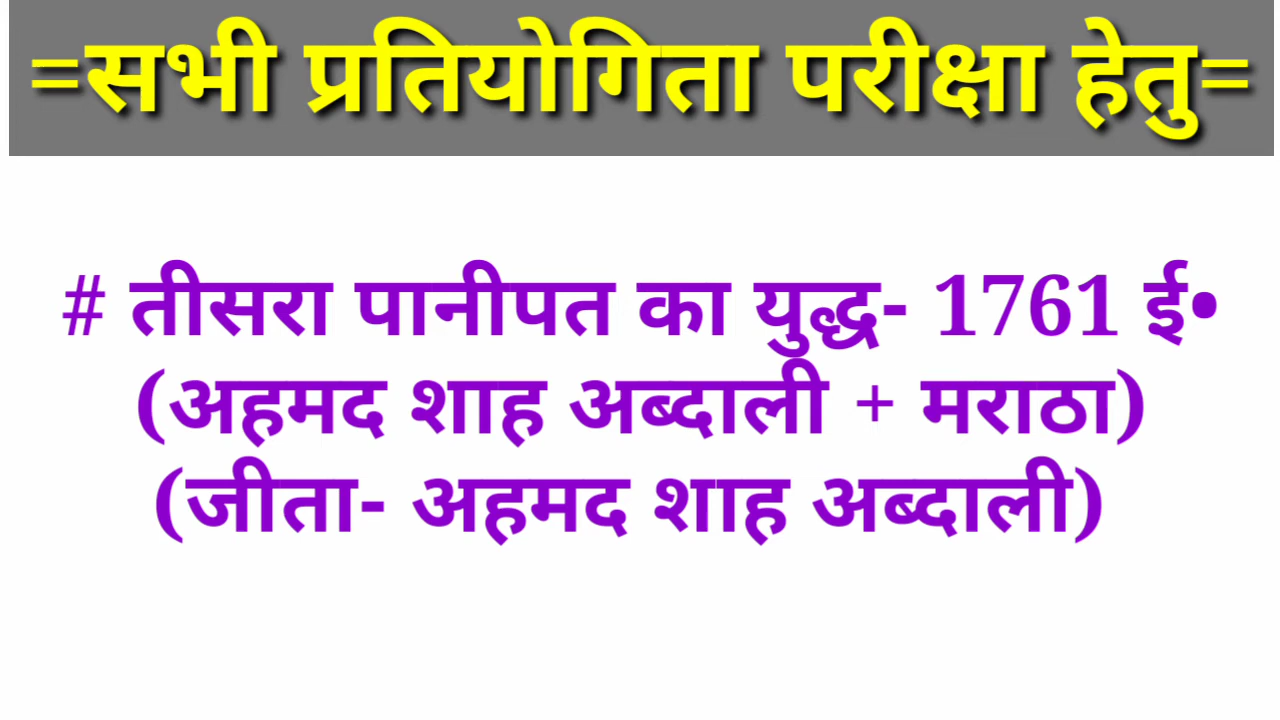 =सभी प्रतियोगिता परीक्षा हेतु=
# तीसरा पानीपत का युद्ध- 1761 ई•
(अहमद शाह अब्दाली + मराठा)
(जीता- अहमद शाह अब्दाली)